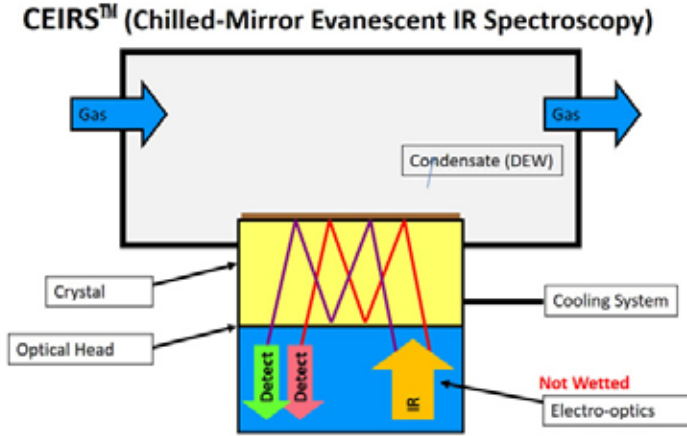 CEIRS™ (Chilled-Mirror Evanescent IR Spectroscopy)
Gas
Gas
Condensate (DEW)
Crystal
Cooling System
Optical Head
Detect
Detect
IR
Not Wetted
Electro-optics